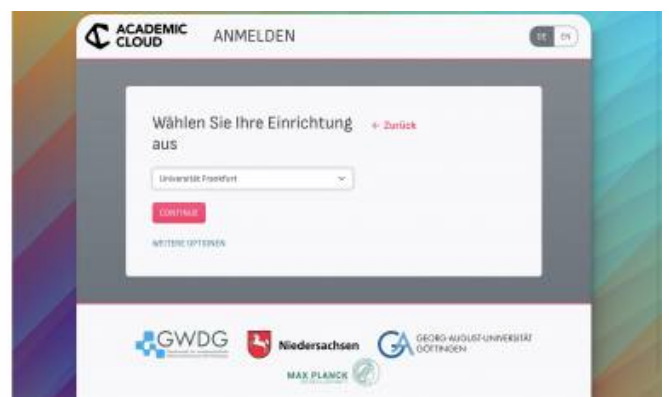 ACADEMIC
CLOUD
ANMELDEN
DE EN
Wählen Sie Ihre Einrichtung
aus
← Zurück
Universität Frankfurt
CONTINUE
WEITERE OPTIONEN
GWDG
Niedersachsen
GEORG-AUGUST-UNIVERSITÄT
GÖTTINGEN
MAX PLANCK